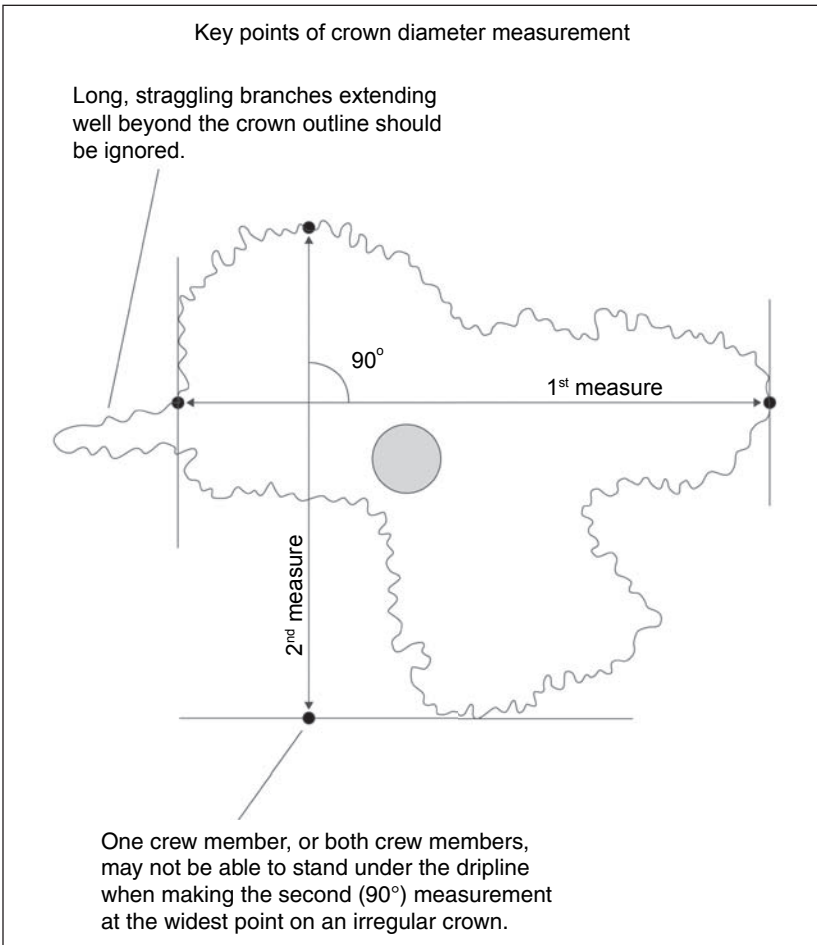 Key points of crown diameter measurement
Long, straggling branches extending
well beyond the crown outline should
be ignored.
90°
1st measure
2nd measure
One crew member, or both crew members,
may not be able to stand under the dripline
when making the second (90°) measurement
at the widest point on an irregular crown.